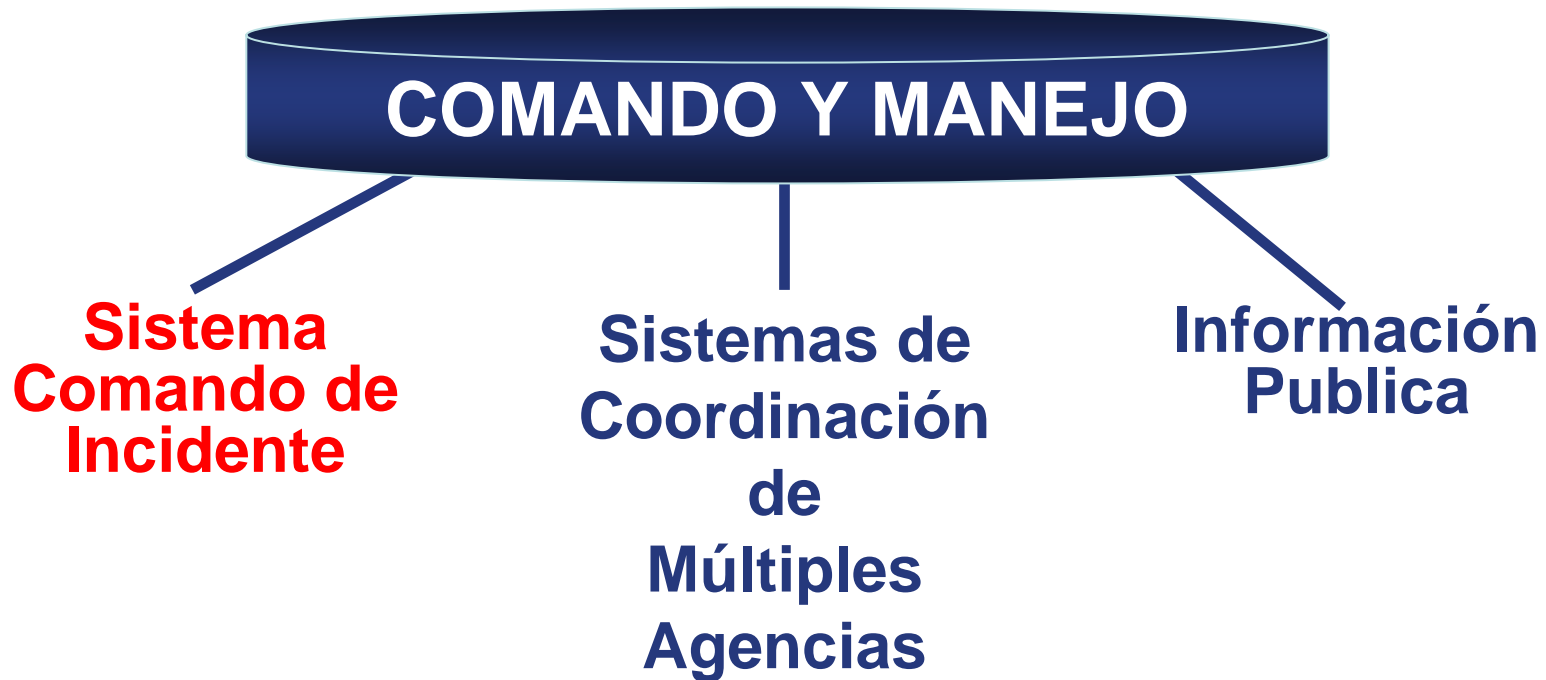 COMANDO Y MANEJO
Sistema
Comando de
Incidente
Sistemas de
Coordinación
de
Múltiples
Agencias
Información
Publica